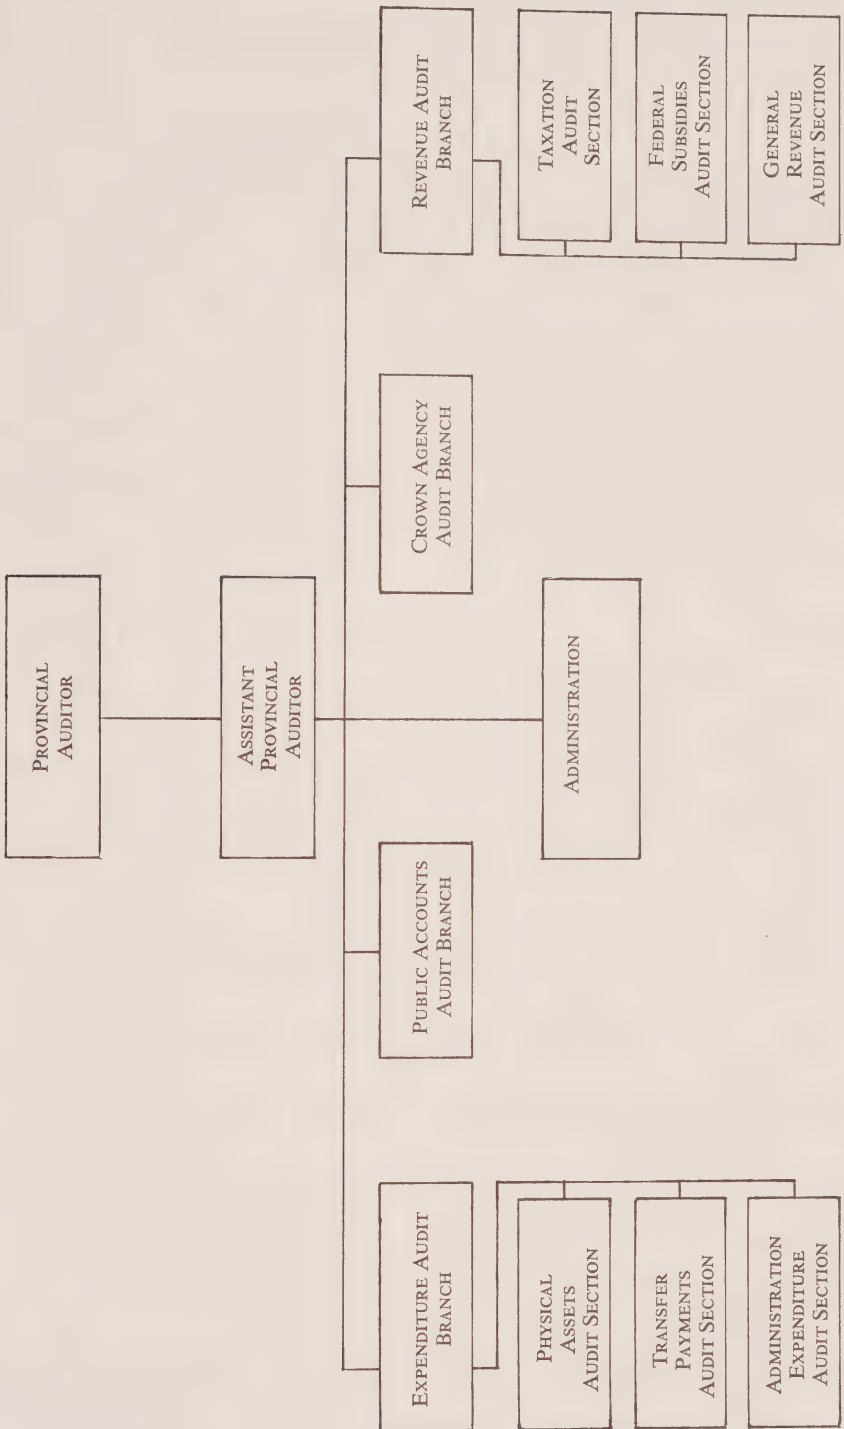 PROVINCIAL
AUDITOR
ASSISTANT
PROVINCIAL
AUDITOR
EXPENDITURE AUDIT
BRANCH
PUBLIC ACCOUNTS
AUDIT BRANCH
CROWN AGENCY
AUDIT BRANCH
REVENUE AUDIT
BRANCH
PHYSICAL
ASSETS
AUDIT SECTION
TRANSFER
PAYMENTS
AUDIT SECTION
ADMINISTRATION
EXPENDITURE
AUDIT SECTION
ADMINISTRATION
TAXATION
AUDIT
SECTION
FEDERAL
SUBSIDIES
AUDIT SECTION
GENERAL
REVENUE
AUDIT SECTION